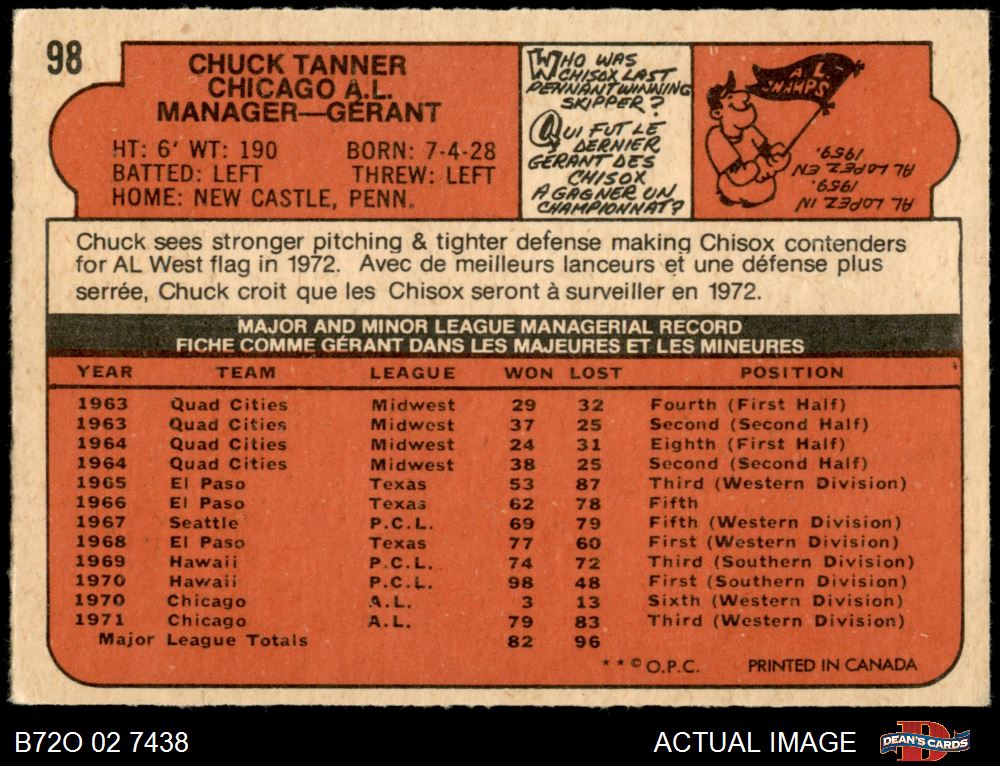 98
CHUCK TANNER
CHICAGO A.L.
MANAGER—GÉRANT
HT: 6' WT: 190 BORN: 7-4-28
BATTED: LEFT THREW: LEFT
HOME: NEW CASTLE, PENN.
WHO WAS
CHISOX LAST
PENNANT WINNING
SKIPPER?
QUI FUT LE
DERNIER
GÉRANT DES
CHISOX
A GAGNER UN
CHAMPIONNAT?
A L
CHAMPS
AL LOPEZ IN
1959.
AL LOPEZ EN
1959.
Chuck sees stronger pitching & tighter defense making Chisox contenders
for AL West flag in 1972. Avec de meilleurs lanceurs et une défense plus
serrée, Chuck croit que les Chisox seront à surveiller en 1972.
MAJOR AND MINOR LEAGUE MANAGERIAL RECORD
FICHE COMME GÉRANT DANS LES MAJEURES ET LES MINEURES
YEAR TEAM LEAGUE WON LOST POSITION
1963 Quad Cities Midwest 29 32 Fourth (First Half)
1963 Quad Cities Midwest 37 25 Second (Second Half)
1964 Quad Cities Midwest 24 31 Eighth (First Half)
1964 Quad Cities Midwest 38 25 Second (Second Half)
1965 El Paso Texas 53 87 Third (Western Division)
1966 El Paso Texas 62 78 Fifth
1967 Seattle P.C.L. 69 79 Fifth (Western Division)
1968 El Paso Texas 77 60 First (Western Division)
1969 Hawaii P.C.L. 74 72 Third (Southern Division)
1970 Hawaii P.C.L. 98 48 First (Southern Division)
1970 Chicago A.L. 3 13 Sixth (Western Division)
1971 Chicago A.L. 79 83 Third (Western Division)
Major League Totals 82 96
**©O.P.C. PRINTED IN CANADA
B72O 02 7438 ACTUAL IMAGE DEAN'S CARDS